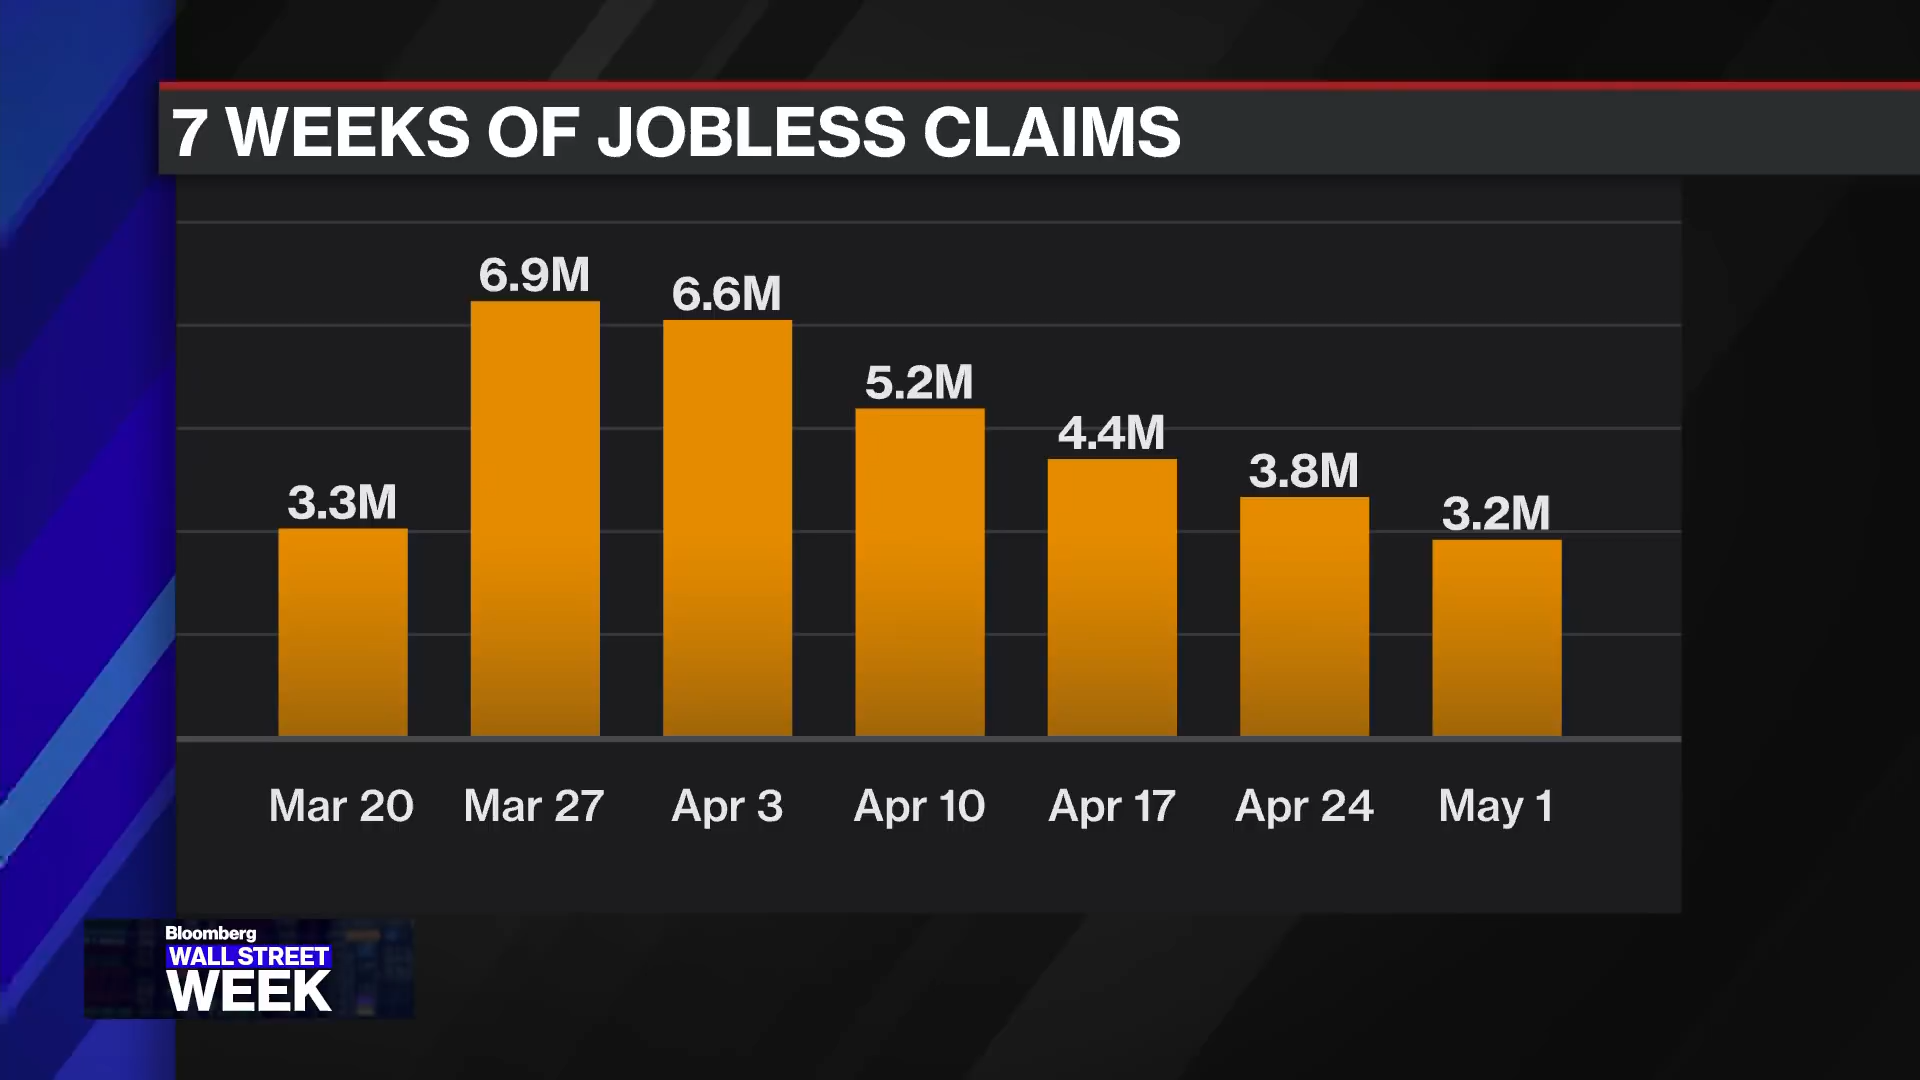 7 WEEKS OF JOBLESS CLAIMS
6.9M
6.6M
5.2M
4.4M
3.8M
3.3M
3.2M
Mar 20 Mar 27 Apr 3 Apr 10 Apr 17 Apr 24 May 1
Bloomberg
WALL STREET
WEEK